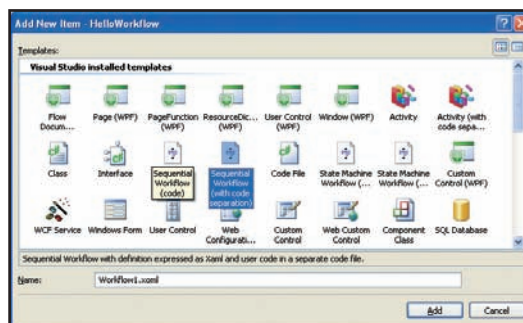 Add New Item - HelloWorkflow
Templates:
Visual Studio installed templates
Flow Docum...
Page (WPF)
PageFunction (WPF)
ResourceDic... (WPF)
User Control (WPF)
Window (WPF)
Activity
Activity (with code sepa...
Class
Interface
Sequential Workflow (code)
Sequential Workflow (with code separation)
Code File
State Machine Workflow (...
State Machine Workflow (...
Custom Control (WPF)
WCF Service
Windows Form
User Control
Web Configurati...
Custom Control
Web Custom Control
Component Class
SQL Database
Sequential Workflow with definition expressed as Xaml and user code in a separate code file.
Name:
Workflow1.xoml
Add
Cancel